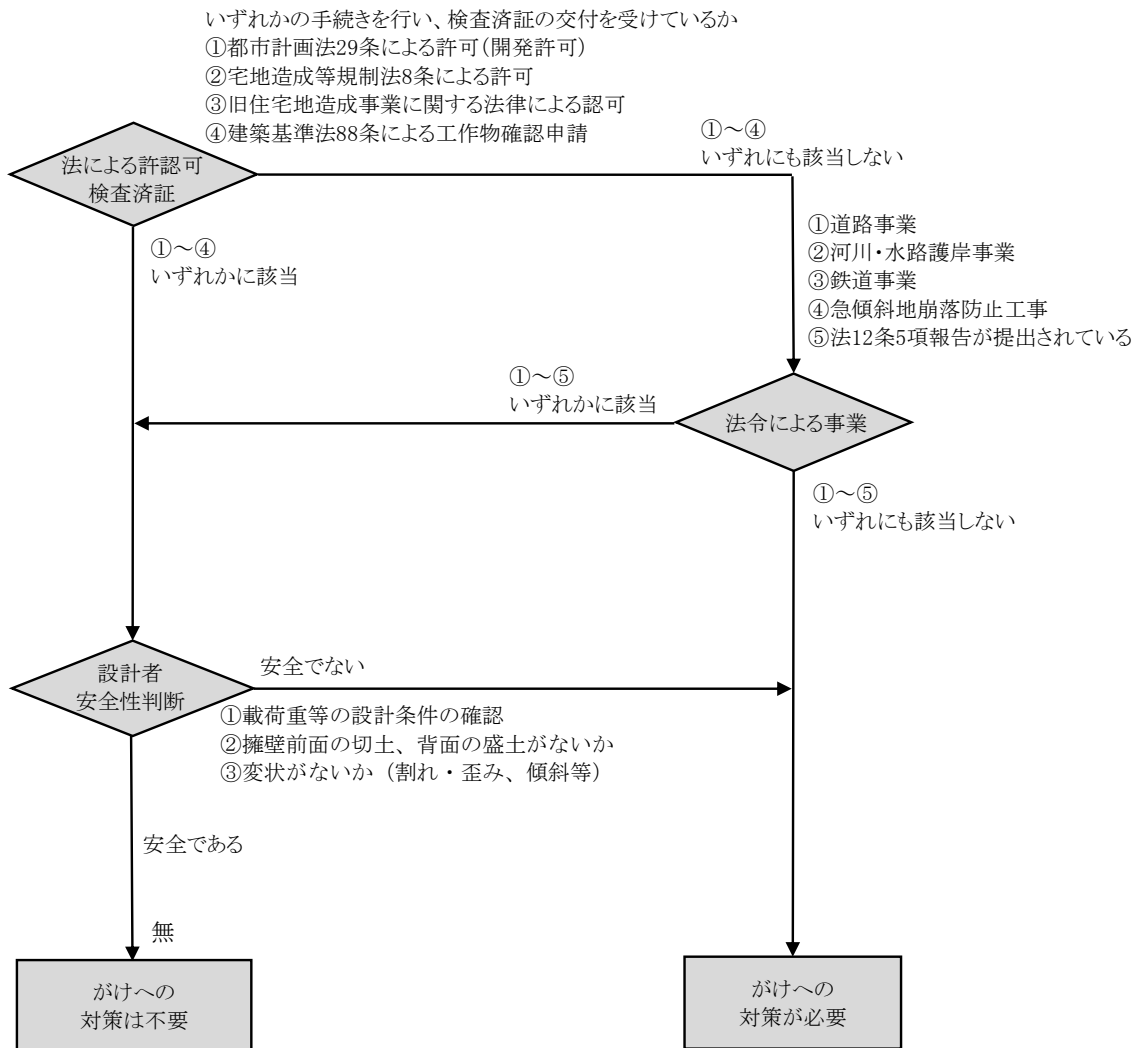 いずれかの手続きを行い、検査済証の交付を受けているか
①都市計画法29条による許可（開発許可）
②宅地造成等規制法8条による許可
③旧住宅地造成事業に関する法律による認可
④建築基準法88条による工作物確認申請
法による許認可
検査済証
①～④
いずれにも該当しない
①～④
いずれかに該当
①道路事業
②河川・水路護岸事業
③鉄道事業
④急傾斜地崩落防止工事
⑤法12条5項報告が提出されている
①～⑤
いずれかに該当
法令による事業
①～⑤
いずれにも該当しない
設計者
安全性判断
安全でない
①載荷重等の設計条件の確認
②擁壁前面の切土、背面の盛土がないか
③変状がないか（割れ・歪み、傾斜等）
安全である
無
がけへの
対策は不要
がけへの
対策が必要